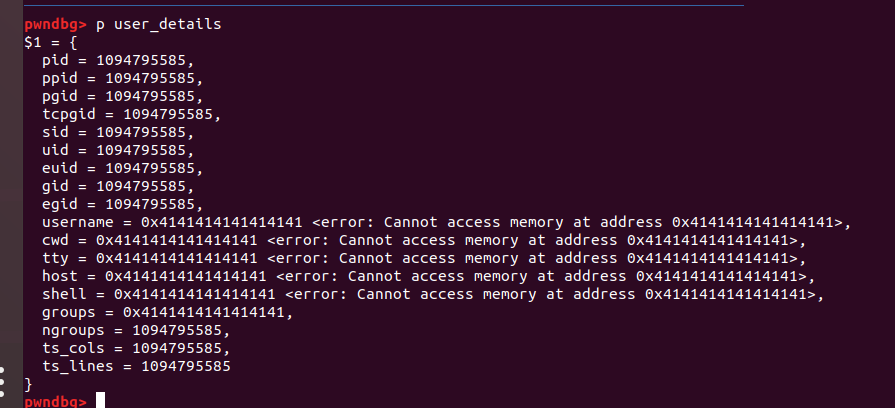 pwndbg> p user_details
$1 = {
  pid = 1094795585,
  ppid = 1094795585,
  pgid = 1094795585,
  tcpgid = 1094795585,
  sid = 1094795585,
  uid = 1094795585,
  euid = 1094795585,
  gid = 1094795585,
  egid = 1094795585,
  username = 0x4141414141414141 <error: Cannot access memory at address 0x4141414141414141>,
  cwd = 0x4141414141414141 <error: Cannot access memory at address 0x4141414141414141>,
  tty = 0x4141414141414141 <error: Cannot access memory at address 0x4141414141414141>,
  host = 0x4141414141414141 <error: Cannot access memory at address 0x4141414141414141>,
  shell = 0x4141414141414141 <error: Cannot access memory at address 0x4141414141414141>,
  groups = 0x4141414141414141,
  ngroups = 1094795585,
  ts_cols = 1094795585,
  ts_lines = 1094795585
}
pwndbg>